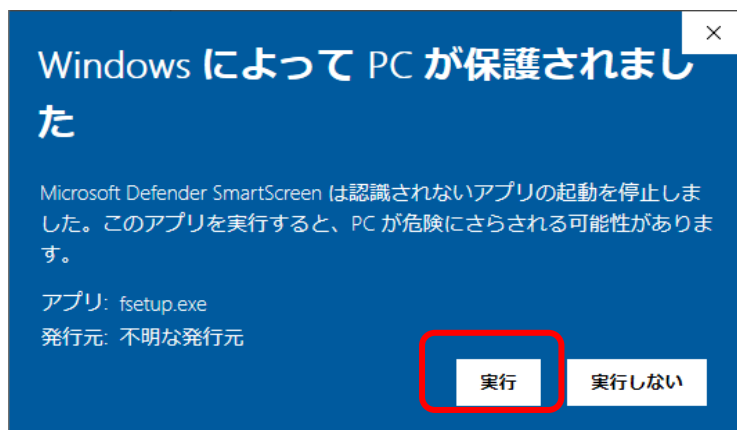 Windows によって PC が保護されまし
た
Microsoft Defender SmartScreen は認識されないアプリの起動を停止しま
した。このアプリを実行すると、PC が危険にさらされる可能性がありま
す。
アプリ: fsetup.exe
発行元: 不明な発行元
実行 実行しない